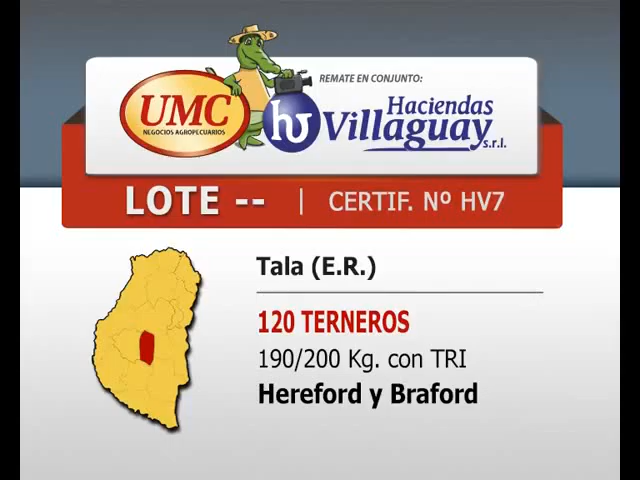 UMC
NEGOCIOS AGROPECUARIOS
REMATE EN CONJUNTO:
hv
Haciendas
Villaguay
s.r.l.
LOTE -- | CERTIF. Nº HV7
Tala (E.R.)
120 TERNEROS
190/200 Kg. con TRI
Hereford y Braford